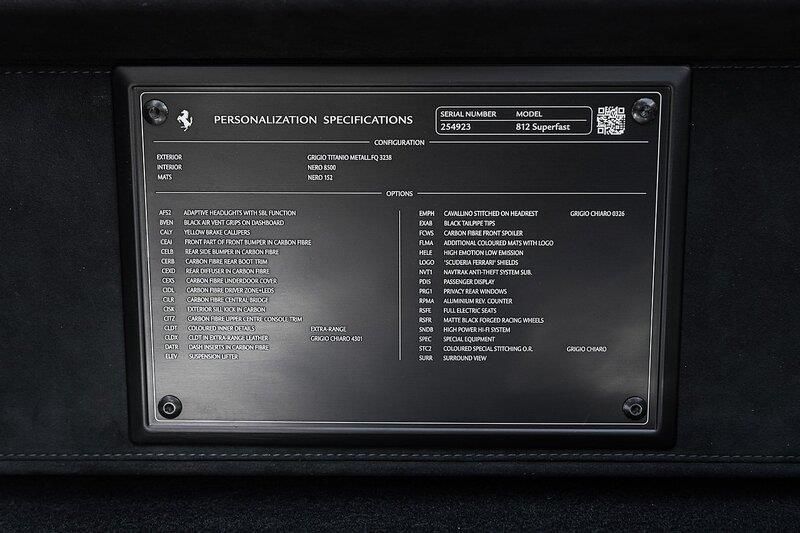 PERSONALIZATION SPECIFICATIONS
SERIAL NUMBER MODEL
254923 812 Superfast
CONFIGURATION
EXTERIOR GRIGIO TITANIO METALL.FQ 3238
INTERIOR NERO 8500
MATS NERO 152
OPTIONS
AFS2 ADAPTIVE HEADLIGHTS WITH SBL FUNCTION
BVEN BLACK AIR VENT GRIPS ON DASHBOARD
CALY YELLOW BRAKE CALLIPERS
CEA1 FRONT PART OF FRONT BUMPER IN CARBON FIBRE
CELB REAR SIDE BUMPER IN CARBON FIBRE
CERB CARBON FIBRE REAR BOOT TRIM
CEXD REAR DIFFUSER IN CARBON FIBRE
CEXS CARBON FIBRE UNDERDOOR COVER
CIDL CARBON FIBRE DRIVER ZONE+LEDS
CILR CARBON FIBRE CENTRAL BRIDGE
CISK EXTERIOR SILL KICK IN CARBON
CITZ CARBON FIBRE UPPER CENTRE CONSOLE TRIM
CLDT COLOURED INNER DETAILS EXTRA-RANGE
CLDX CLDT IN EXTRA-RANGE LEATHER GRIGIO CHIARO 4301
DATR DASH INSERTS IN CARBON FIBRE
ELEV SUSPENSION LIFTER
EMPH CAVALLINO STITCHED ON HEADREST GRIGIO CHIARO 0326
EXAB BLACK TAILPIPE TIPS
FCWS CARBON FIBRE FRONT SPOILER
FLMA ADDITIONAL COLOURED MATS WITH LOGO
HELE HIGH EMOTION LOW EMISSION
LOGO 'SCUDERIA FERRARI' SHIELDS
NVT1 NAVTRAK ANTI-THEFT SYSTEM SUB.
PDIS PASSENGER DISPLAY
PRG1 PRIVACY REAR WINDOWS
RPMA ALUMINIUM REV. COUNTER
RSFE FULL ELECTRIC SEATS
RSFR MATTE BLACK FORGED RACING WHEELS
SNDB HIGH POWER HI-FI SYSTEM
SPEC SPECIAL EQUIPMENT
STC2 COLOURED SPECIAL STITCHING O.R. GRIGIO CHIARO
SURR SURROUND VIEW